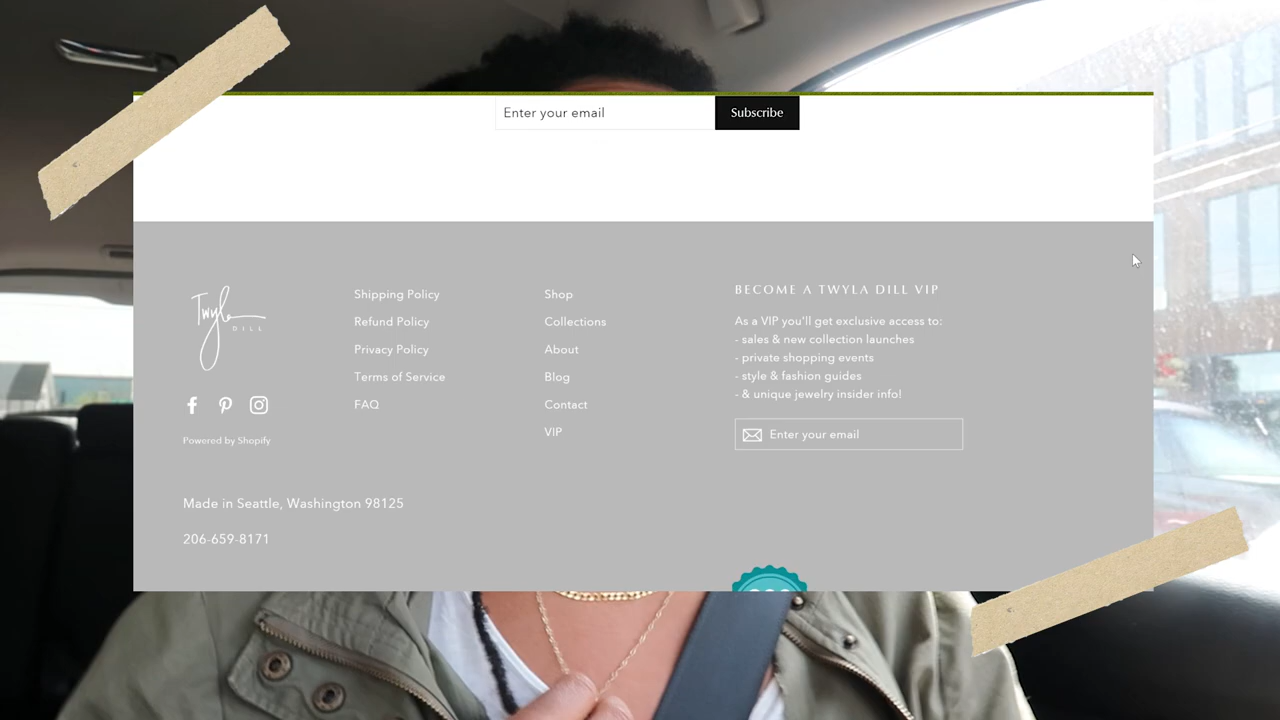 Enter your email
Subscribe
Twyla
DILL
Powered by Shopify
Shipping Policy
Refund Policy
Privacy Policy
Terms of Service
FAQ
Shop
Collections
About
Blog
Contact
VIP
BECOME A TWYLA DILL VIP
As a VIP you'll get exclusive access to:
- sales & new collection launches
- private shopping events
- style & fashion guides
- & unique jewelry insider info!
Enter your email
Made in Seattle, Washington 98125
206-659-8171